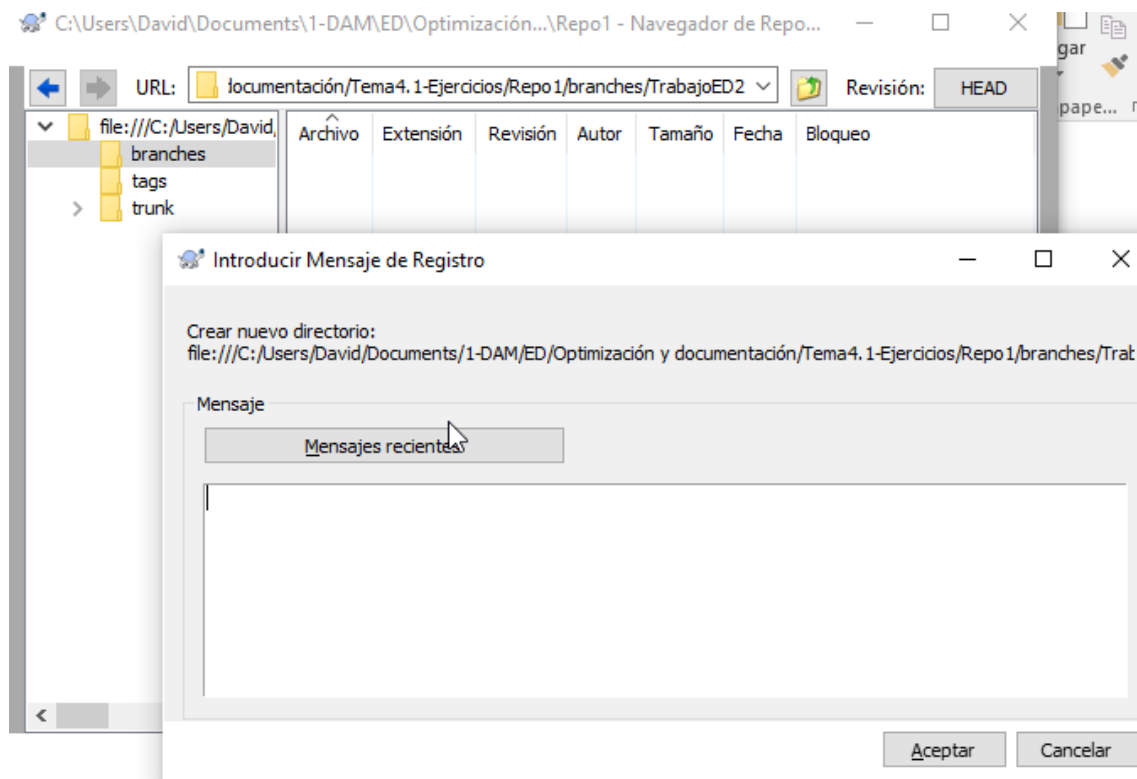 C:\Users\David\Documents\1-DAM\ED\Optimización...\Repo1 - Navegador de Repo...
gar
URL: documentación/Tema4.1-Ejercicios/Repo1/branches/TrabajoED2 Revisión: HEAD
pape...
file:///C:/Users/David,
Archivo Extensión Revisión Autor Tamaño Fecha Bloqueo
branches
tags
trunk
Introducir Mensaje de Registro
Crear nuevo directorio:
file:///C:/Users/David/Documents/1-DAM/ED/Optimización y documentación/Tema4.1-Ejercicios/Repo1/branches/Trab
Mensaje
Mensajes recientes
Aceptar Cancelar